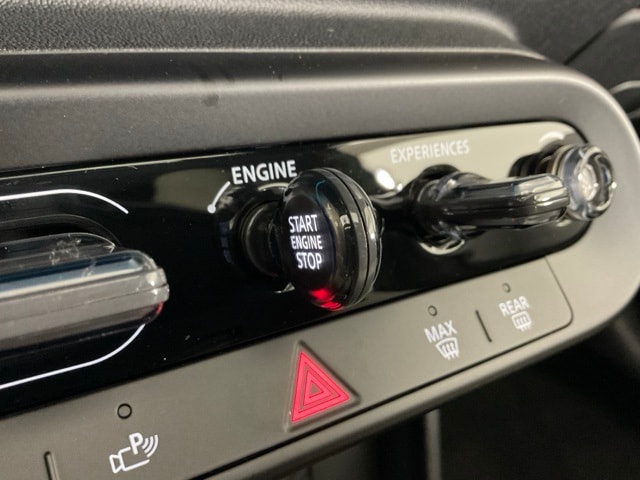 ENGINE
EXPERIENCES
START
ENGINE
STOP
MAX
REAR
P